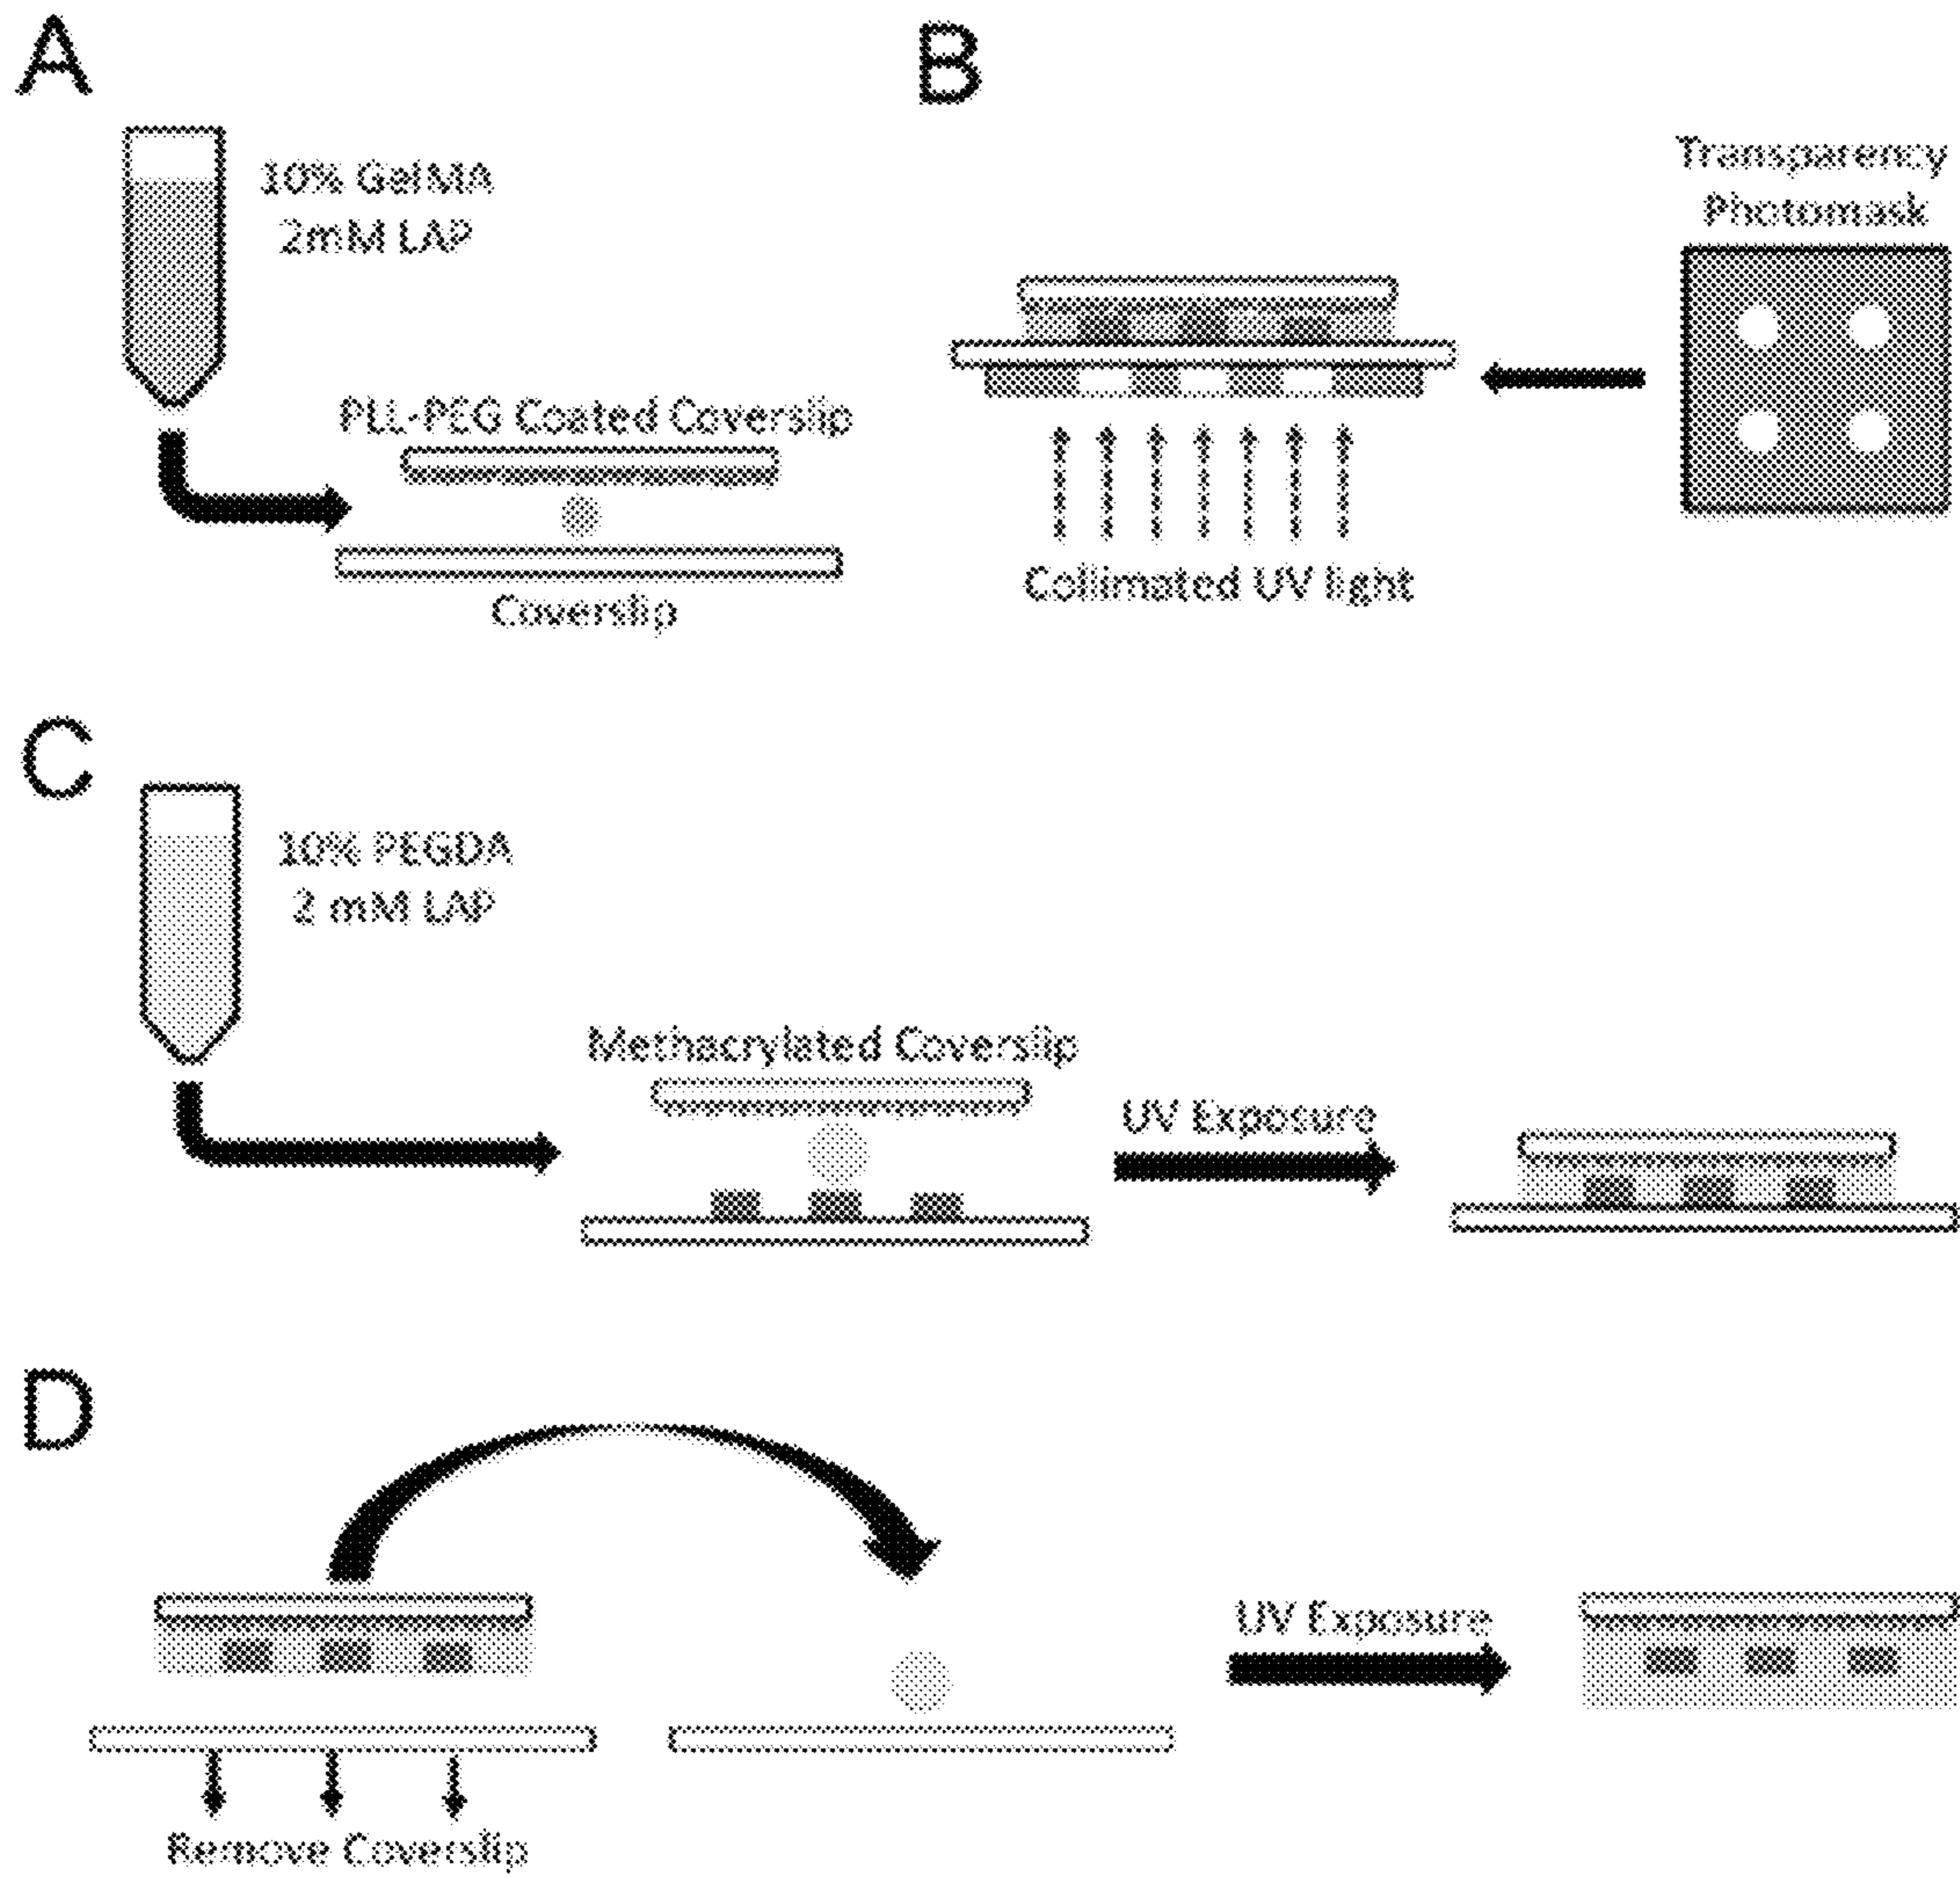 A
10% GelMA
2mM LAP
PLL-PEG Coated Coverslip
Coverslip
B
Transparency
Photomask
Collimated UV light
C
10% PEGDA
2 mM LAP
Methacrylated Coverslip
UV Exposure
D
UV Exposure
Remove Coverslip